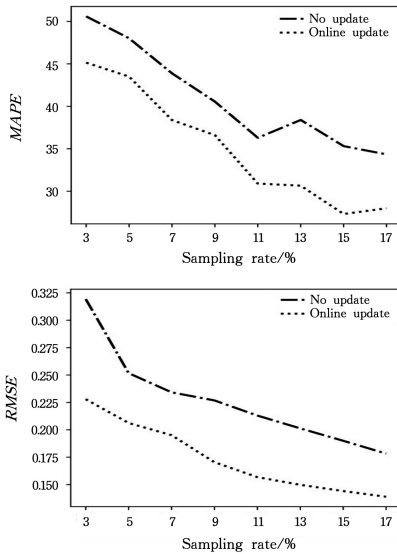 No update
Online update
50
45
40
35
30
MAPE
3 5 7 9 11 13 15 17
Sampling rate/%
No update
Online update
0.325
0.300
0.275
0.250
0.225
0.200
0.175
0.150
RMSE
3 5 7 9 11 13 15 17
Sampling rate/%